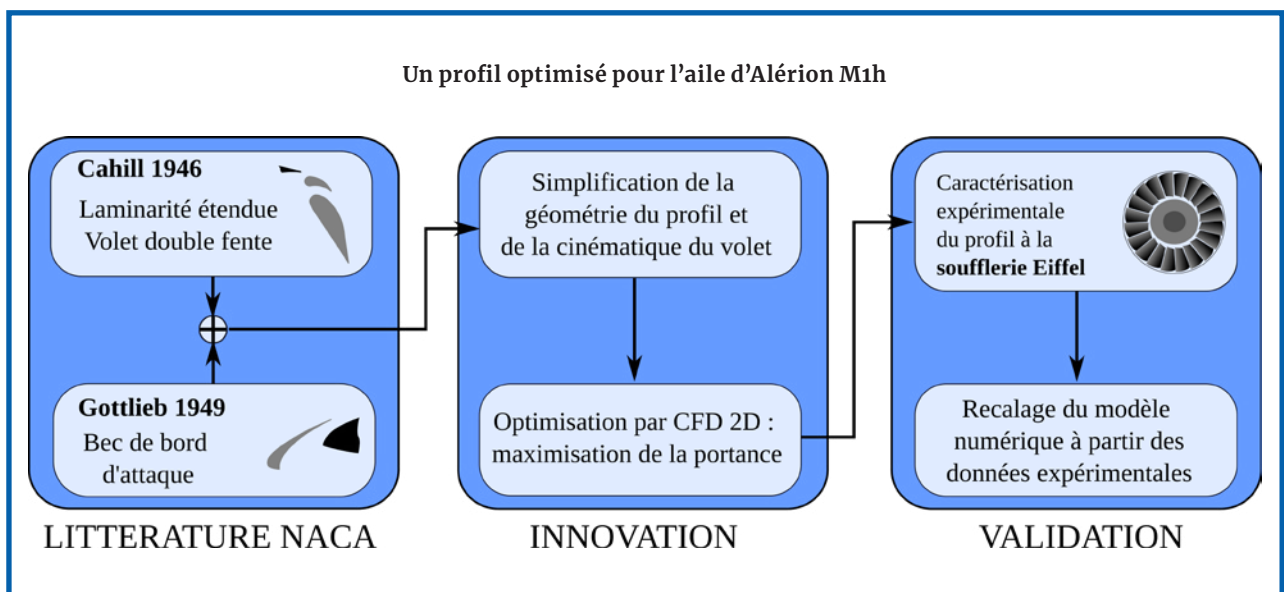 Un profil optimisé pour l'aile d'Alérion M1h
Cahill 1946
Laminarité étendue
Volet double fente
Gottlieb 1949
Bec de bord
d'attaque
LITTERATURE NACA
Simplification de la
géométrie du profil et
de la cinématique du volet
Optimisation par CFD 2D :
maximisation de la portance
INNOVATION
Caractérisation
expérimentale
du profil à la
soufflerie Eiffel
Recalage du modèle
numérique à partir des
données expérimentales
VALIDATION